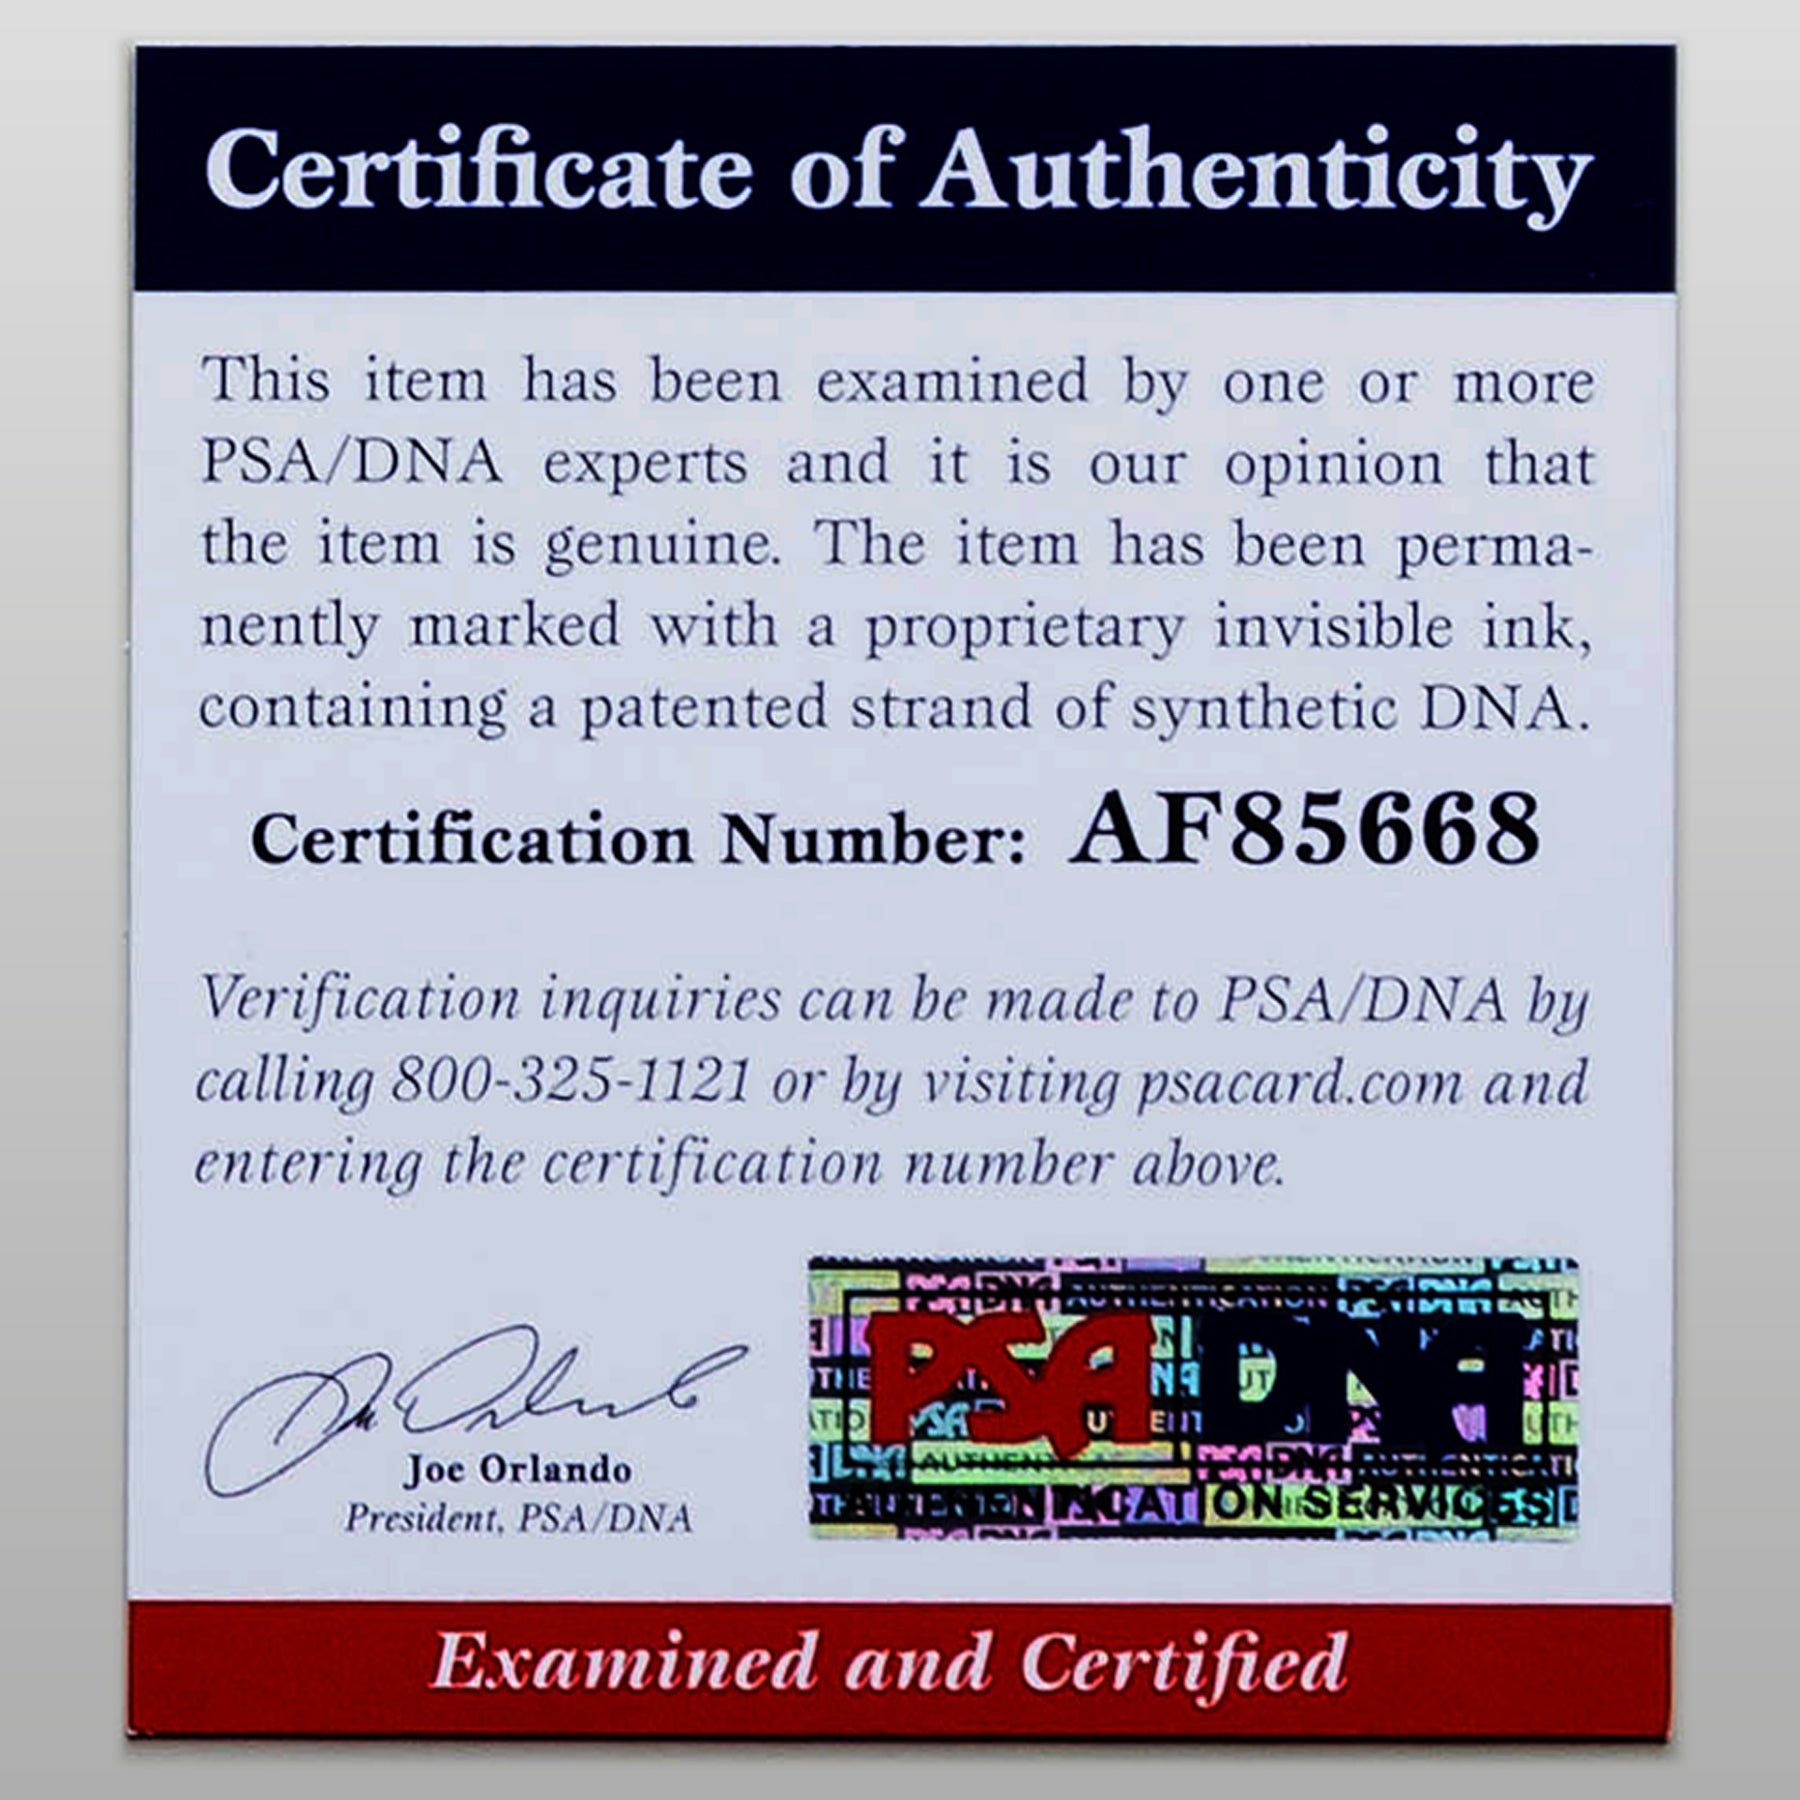 Certificate of Authenticity
This item has been examined by one or more
PSA/DNA experts and it is our opinion that
the item is genuine. The item has been perma-
nently marked with a proprietary invisible ink,
containing a patented strand of synthetic DNA.
Certification Number: AF85668
Verification inquiries can be made to PSA/DNA by
calling 800-325-1121 or by visiting psacard.com and
entering the certification number above.
Joe Orlando
President, PSA/DNA
PSA DNA
AUTHENTICATION SERVICES
Examined and Certified